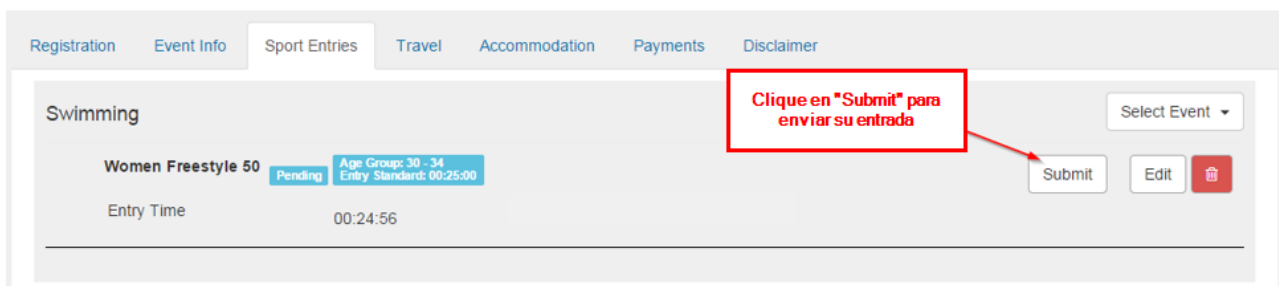 Registration Event Info Sport Entries Travel Accommodation Payments Disclaimer
Clique en "Submit" para
enviar su entrada
Swimming
Select Event
Women Freestyle 50
Pending
Age Group: 30 - 34
Entry Standard: 00:25:00
Submit Edit
Entry Time 00:24:56